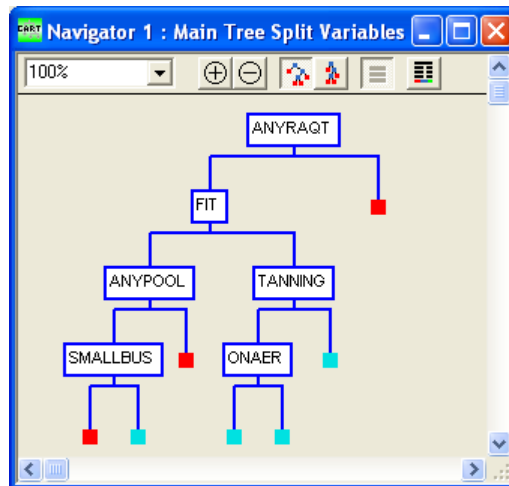 CART Navigator 1 : Main Tree Split Variables
100%
ANYRAQT
FIT
ANYPOOL TANNING
SMALLBUS ONAER